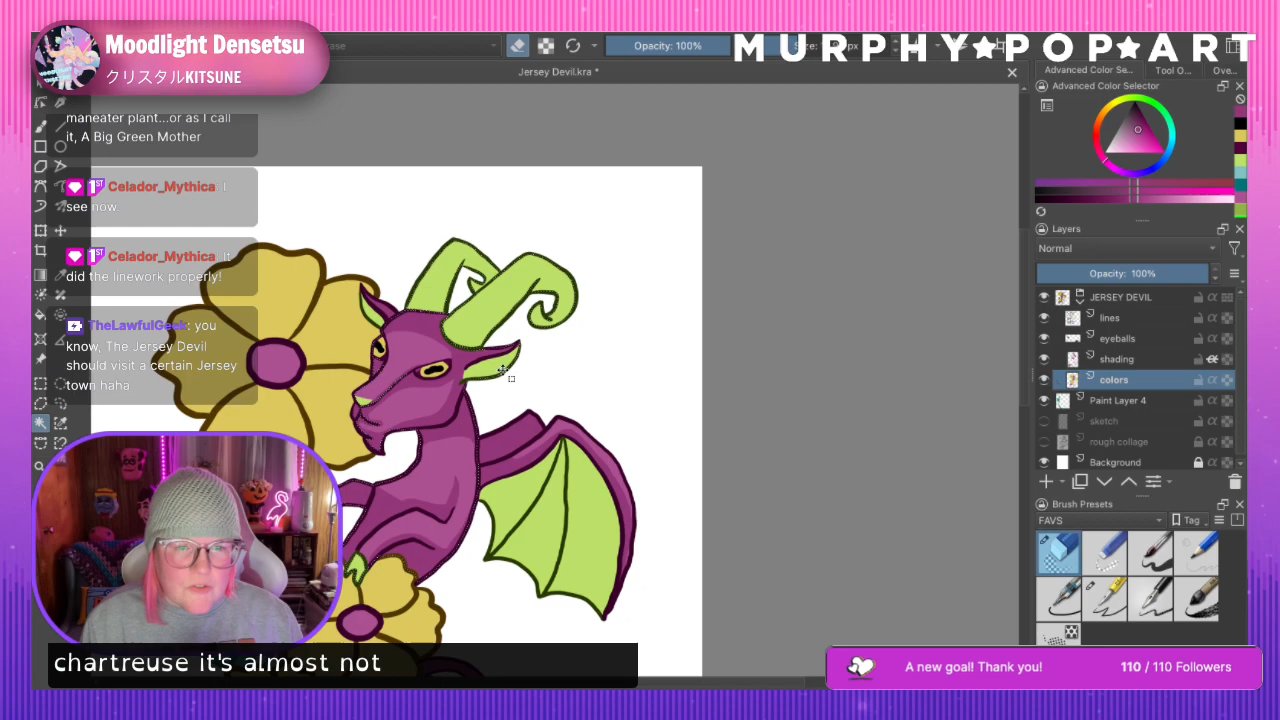 Moodlight Densetsu
クリスタルKITSUNE
MURPHY★POP★ART
Opacity: 100%
Jersey Devil.kra *
Advanced Color Se...
Tool O...
Ove...
Advanced Color Selector
maneater plant...or as I call
it, A Big Green Mother
Celador_Mythica: I
see now.
Celador_Mythica: It
did the linework properly!
TheLawfulGeek: you
know, The Jersey Devil
should visit a certain Jersey
town haha
Layers
Normal
Opacity: 100%
JERSEY DEVIL
lines
eyeballs
shading
colors
Paint Layer 4
sketch
rough collage
Background
Brush Presets
FAVS
Tag
chartreuse it's almost not
A new goal! Thank you!
110 / 110 Followers